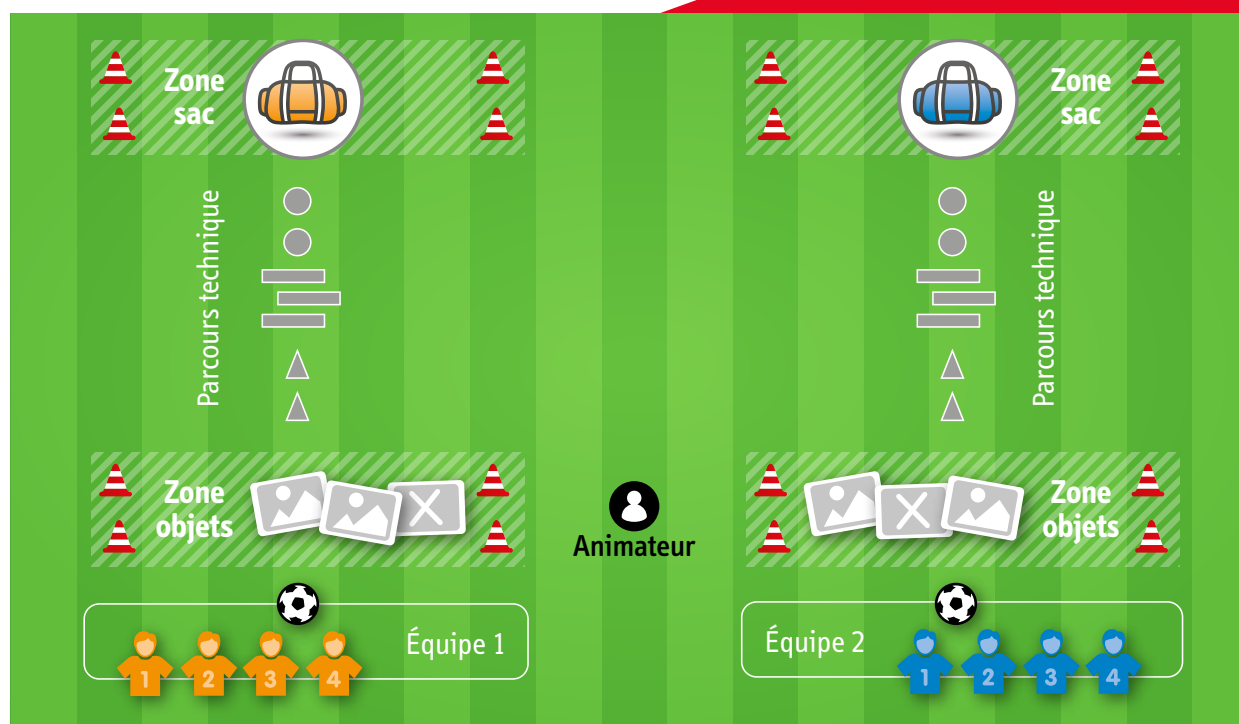 Zone
sac
Zone
sac
Parcours technique
Parcours technique
Zone
objets
Zone
objets
Animateur
Équipe 1
1 2 3 4
Équipe 2
1 2 3 4